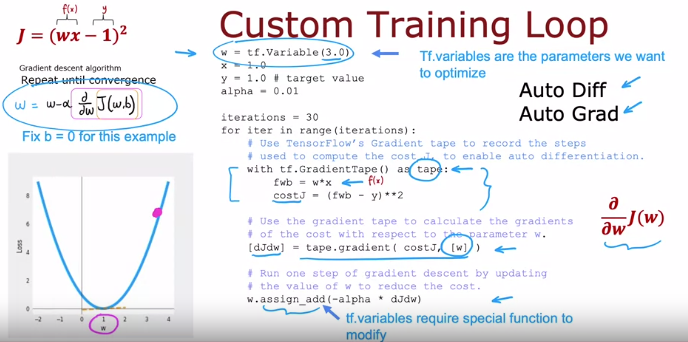 Custom Training Loop
f(x) y
J = (wx − 1)²
Gradient descent algorithm
Repeat until convergence
w = w-α ∂/∂w J(w,b)
Fix b = 0 for this example
w = tf.Variable(3.0)
x = 1.0
y = 1.0 # target value
alpha = 0.01
Tf.variables are the parameters we want
to optimize
Auto Diff
Auto Grad
iterations = 30
for iter in range(iterations):
# Use TensorFlow's Gradient tape to record the steps
# used to compute the cost J, to enable auto differentiation.
with tf.GradientTape() as tape:
fwb = w*x f(x)
costJ = (fwb - y)**2
# Use the gradient tape to calculate the gradients
# of the cost with respect to the parameter w.
[dJdw] = tape.gradient( costJ, [w] )
∂/∂w J(w)
# Run one step of gradient descent by updating
# the value of w to reduce the cost.
w.assign_add(-alpha * dJdw)
tf.variables require special function to
modify
Loss
8
6
4
2
0
−2 −1 0 1 2 3 4
w